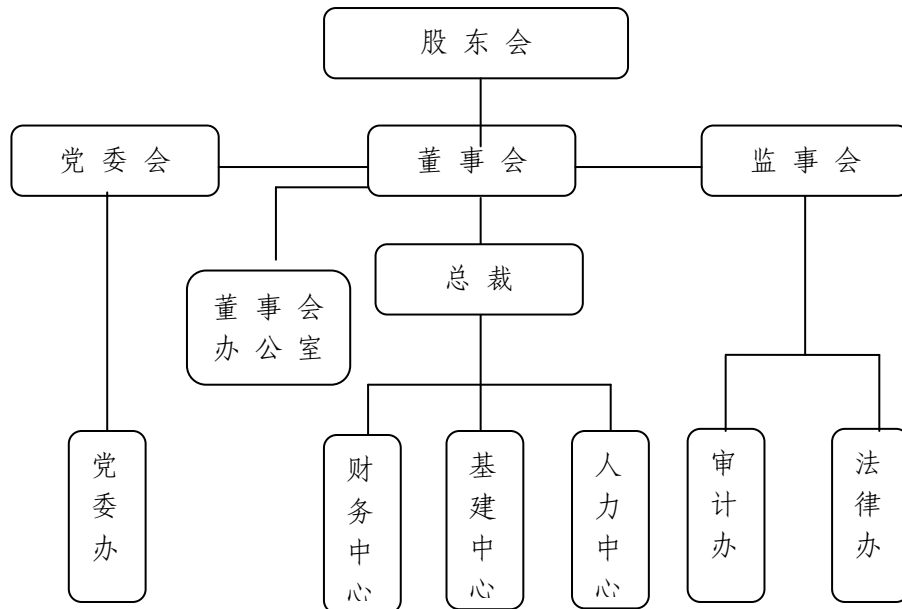 股东会
党委会
董事会
监事会
总裁
董事会
办公室
党委办
财务中心
基建中心
人力中心
审计办
法律办